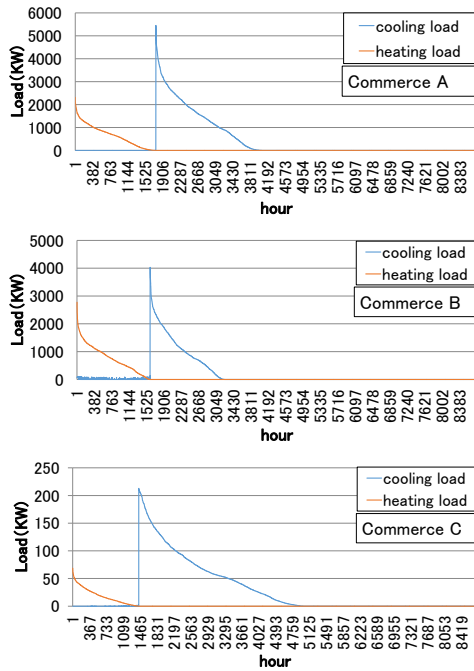 6000
5000
4000
3000
2000
1000
0
Load(KW)
cooling load
heating load
Commerce A
1 382 763 1144 1525 1906 2287 2668 3049 3430 3811 4192 4573 4954 5335 5716 6097 6478 6859 7240 7621 8002 8383
hour
5000
4000
3000
2000
1000
0
Load(KW)
cooling load
heating load
Commerce B
1 382 763 1144 1525 1906 2287 2668 3049 3430 3811 4192 4573 4954 5335 5716 6097 6478 6859 7240 7621 8002 8383
hour
250
200
150
100
50
0
Load(KW)
cooling load
heating load
Commerce C
1 367 733 1099 1465 1831 2197 2563 2929 3295 3661 4027 4393 4759 5125 5491 5857 6223 6589 6955 7321 7687 8053 8419
hour